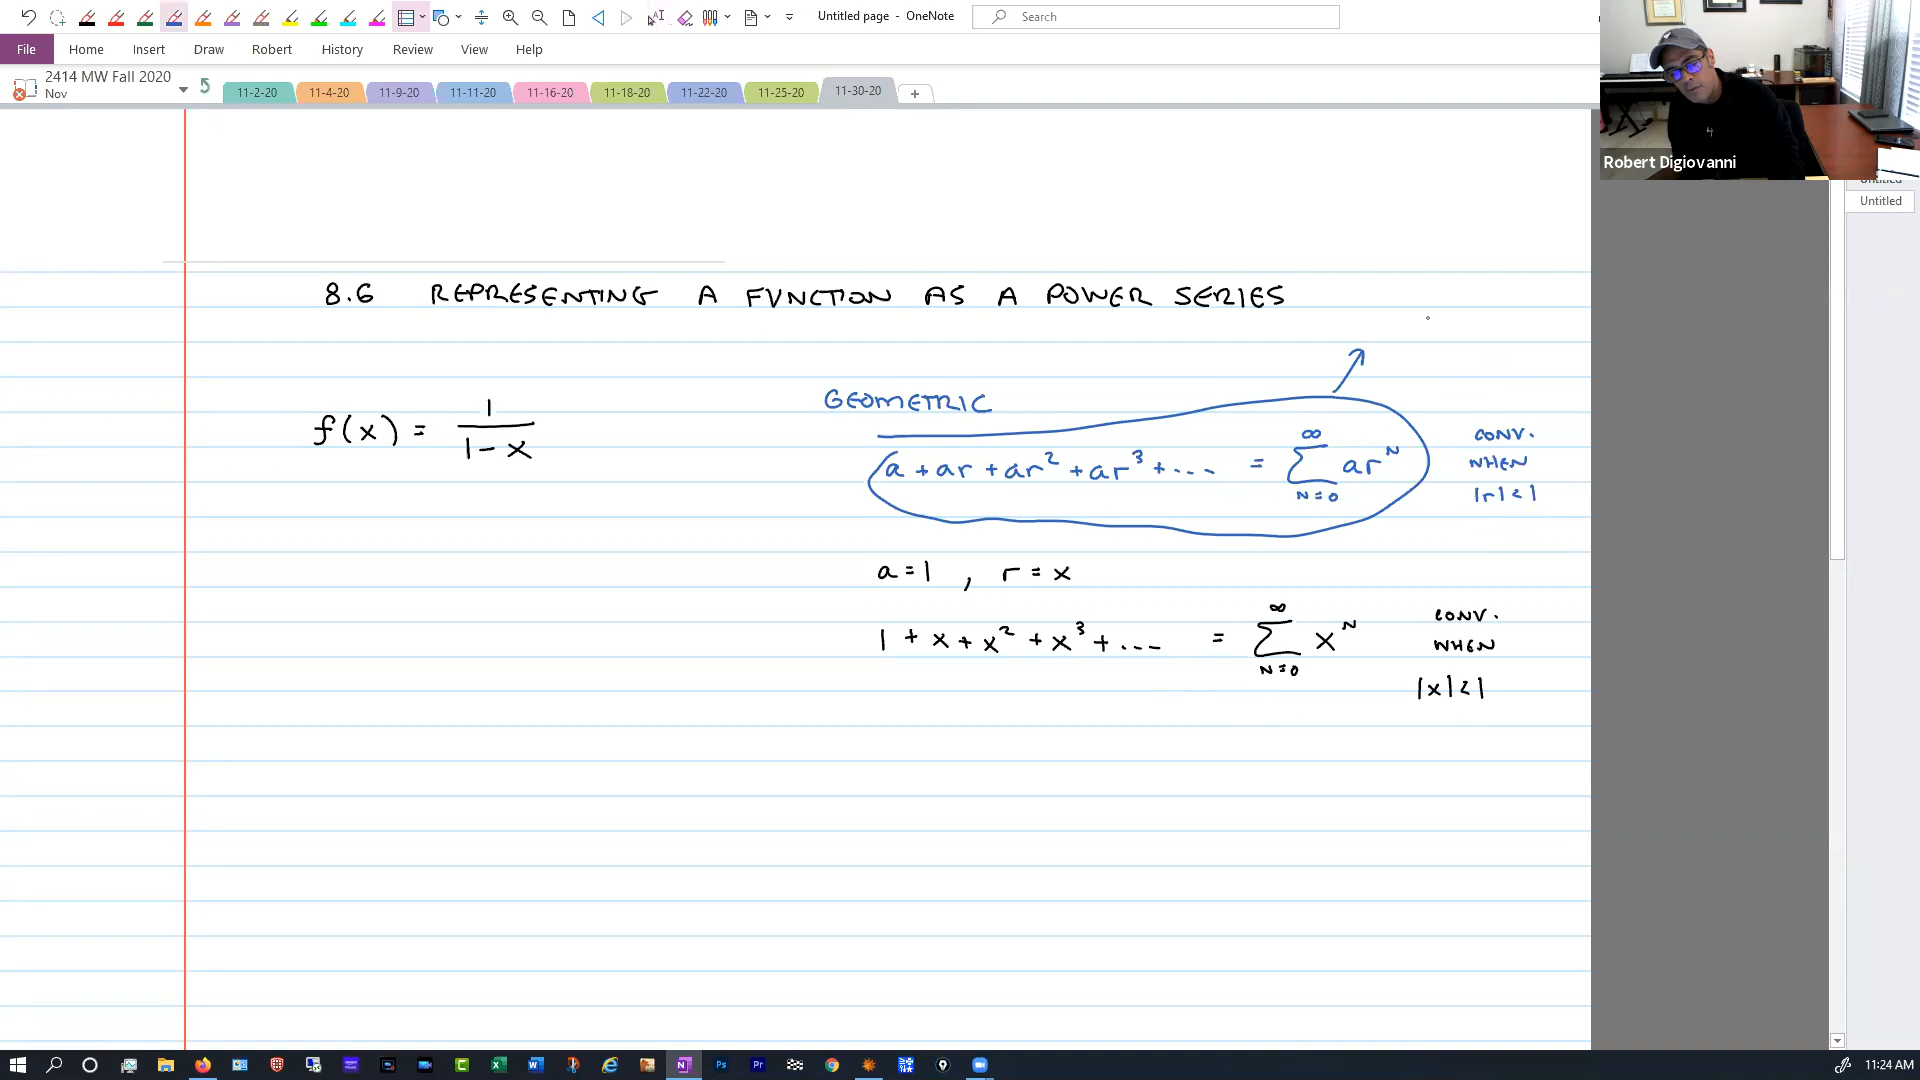 Untitled page - OneNote
Search
File Home Insert Draw Robert History Review View Help
2414 MW Fall 2020
Nov
11-2-20 11-4-20 11-9-20 11-11-20 11-16-20 11-18-20 11-22-20 11-25-20 11-30-20
Robert Digiovanni
Untitled
Untitled
8.6 REPRESENTING A FUNCTION AS A POWER SERIES
f(x) = 1/(1-x)
GEOMETRIC
a + ar + ar² + ar³ + ... = ∑_{N=0}^{∞} ar^N
CONV.
WHEN
|r|<1
a=1, r=x
1 + x + x² + x³ + ... = ∑_{N=0}^{∞} x^N
CONV.
WHEN
|x|<1
11:24 AM